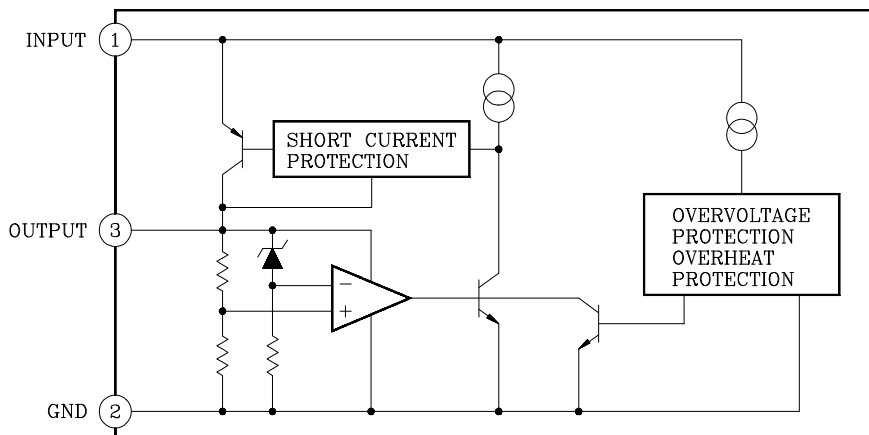 INPUT 1
SHORT CURRENT
PROTECTION
OUTPUT 3
OVERVOLTAGE
PROTECTION
OVERHEAT
PROTECTION
−
+
GND 2